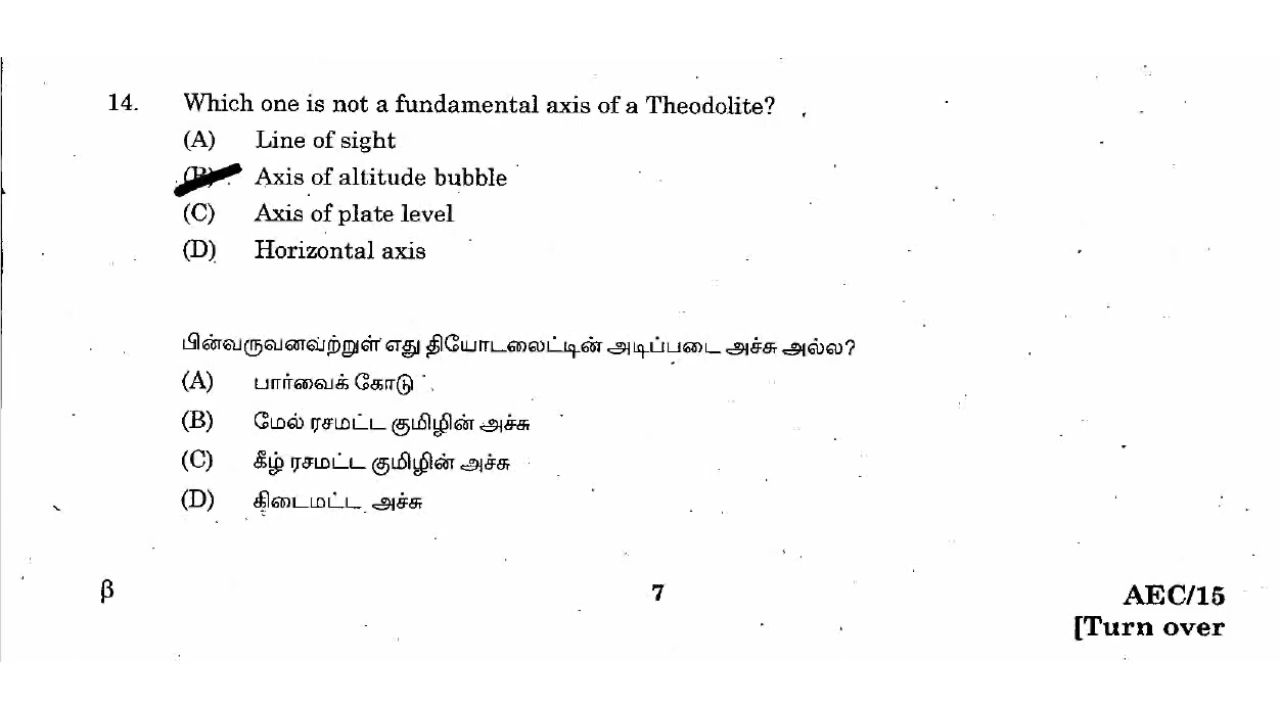 14. Which one is not a fundamental axis of a Theodolite?
(A) Line of sight
(B) Axis of altitude bubble
(C) Axis of plate level
(D) Horizontal axis
பின்வருவனவற்றுள் எது தியோடலைட்டின் அடிப்படை அச்சு அல்ல?
(A) பார்வைக் கோடு
(B) மேல் ரசமட்ட குமிழின் அச்சு
(C) கீழ் ரசமட்ட குமிழின் அச்சு
(D) கிடைமட்ட அச்சு
β 7 AEC/15
[Turn over